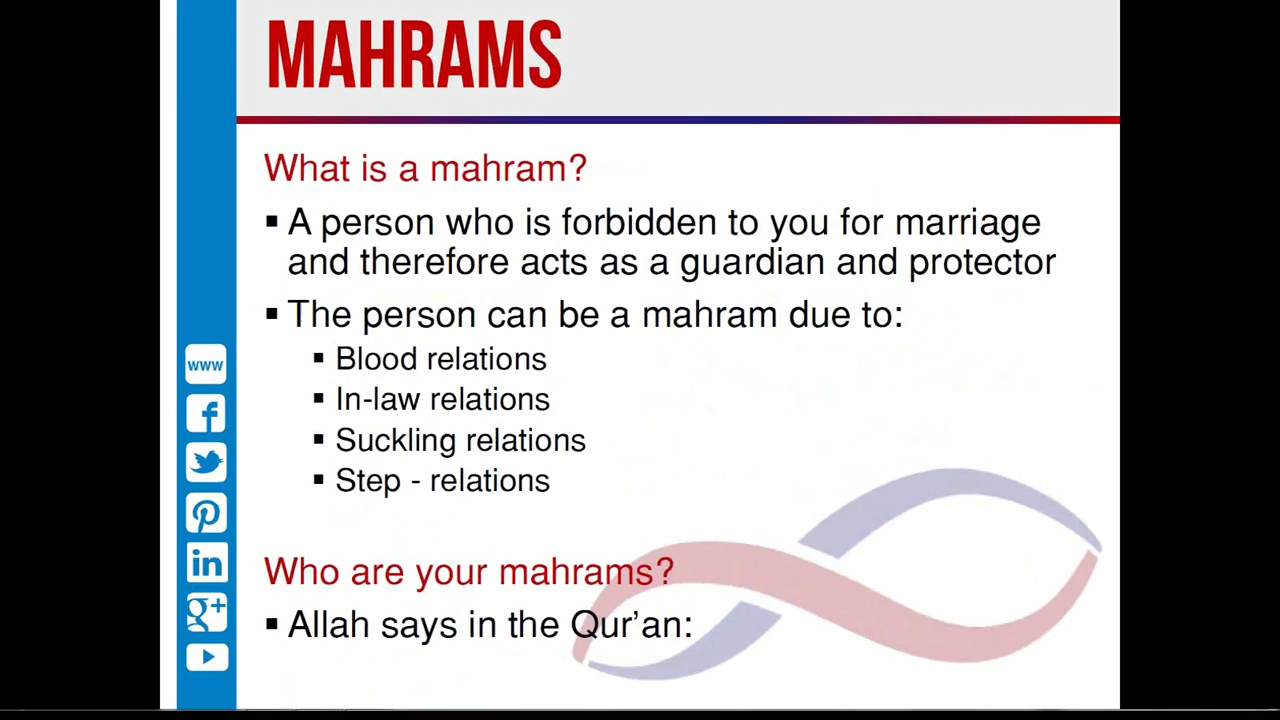 MAHRAMS
What is a mahram?
▪ A person who is forbidden to you for marriage
and therefore acts as a guardian and protector
▪ The person can be a mahram due to:
▪ Blood relations
▪ In-law relations
▪ Suckling relations
▪ Step - relations
Who are your mahrams?
▪ Allah says in the Qur’an:
www
f
in
g+